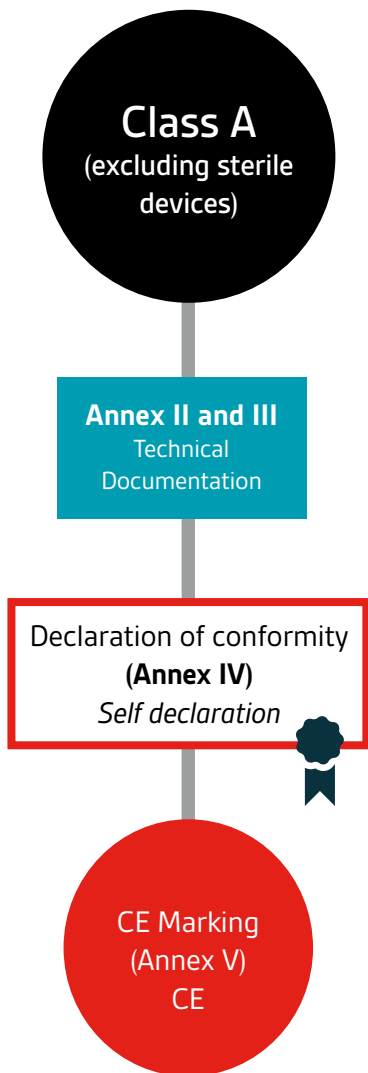 Class A
(excluding sterile
devices)
Annex II and III
Technical
Documentation
Declaration of conformity
(Annex IV)
Self declaration
CE Marking
(Annex V)
CE